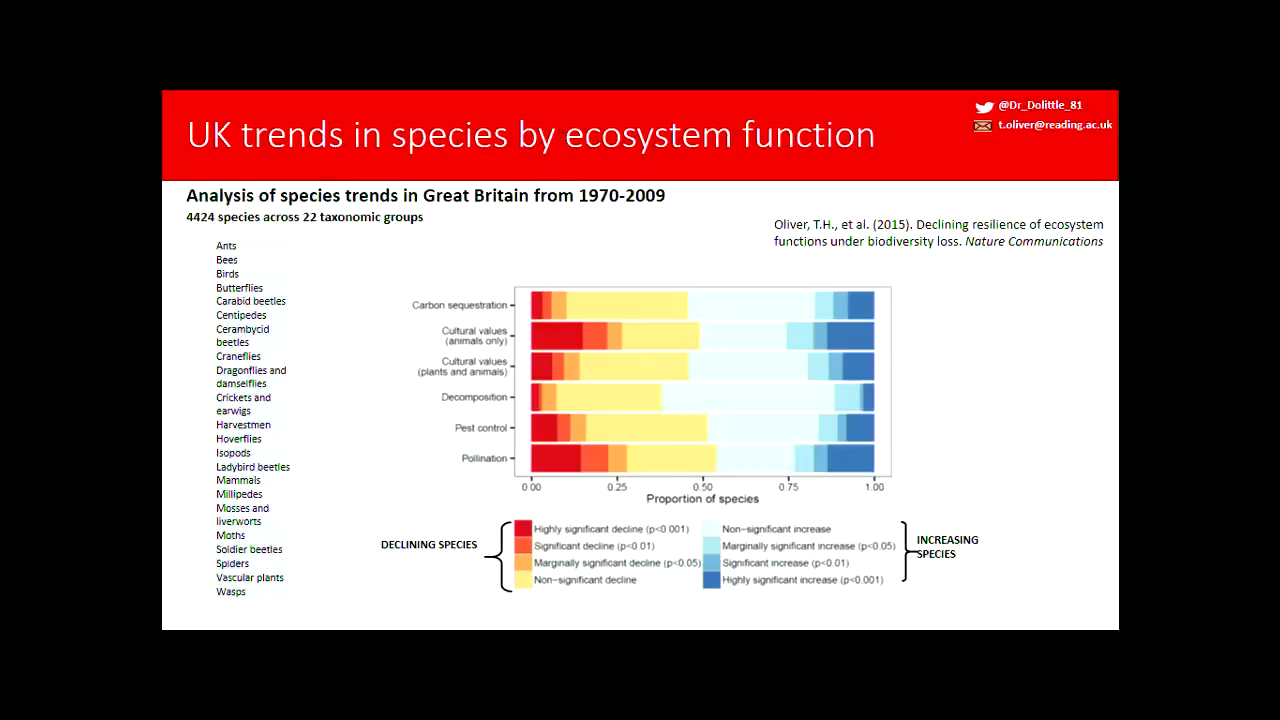 UK trends in species by ecosystem function
@Dr_Dolittle_81
t.oliver@reading.ac.uk
Analysis of species trends in Great Britain from 1970-2009
4424 species across 22 taxonomic groups
Oliver, T.H., et al. (2015). Declining resilience of ecosystem
functions under biodiversity loss. Nature Communications
Ants
Bees
Birds
Butterflies
Carabid beetles
Centipedes
Cerambycid
beetles
Craneflies
Dragonflies and
damselflies
Crickets and
earwigs
Harvestmen
Hoverflies
Isopods
Ladybird beetles
Mammals
Millipedes
Mosses and
liverworts
Moths
Soldier beetles
Spiders
Vascular plants
Wasps
Carbon sequestration
Cultural values
(animals only)
Cultural values
(plants and animals)
Decomposition
Pest control
Pollination
0.00 0.25 0.50 0.75 1.00
Proportion of species
DECLINING SPECIES
Highly significant decline (p<0.001)
Significant decline (p<0.01)
Marginally significant decline (p<0.05)
Non-significant decline
Non-significant increase
Marginally significant increase (p<0.05)
Significant increase (p<0.01)
Highly significant increase (p<0.001)
INCREASING
SPECIES